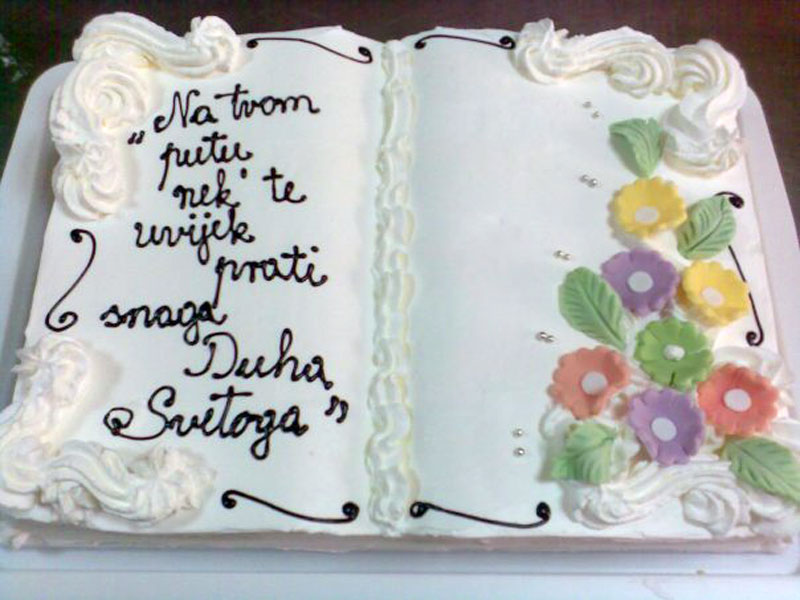 „Na tvom
putu
nek' te
uvijek
prati
snaga
Duha
Svetoga"